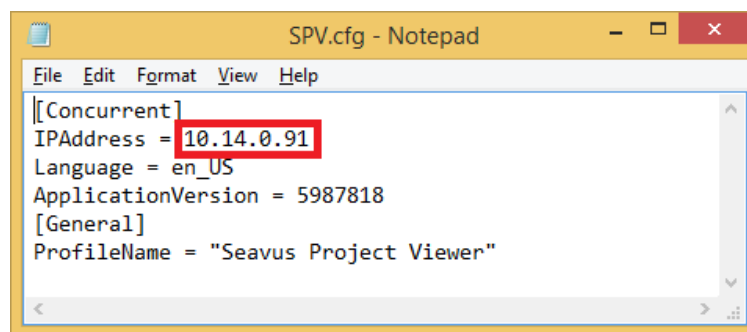 SPV.cfg - Notepad
File Edit Format View Help
[Concurrent]
IPAddress = 10.14.0.91
Language = en_US
ApplicationVersion = 5987818
[General]
ProfileName = "Seavus Project Viewer"